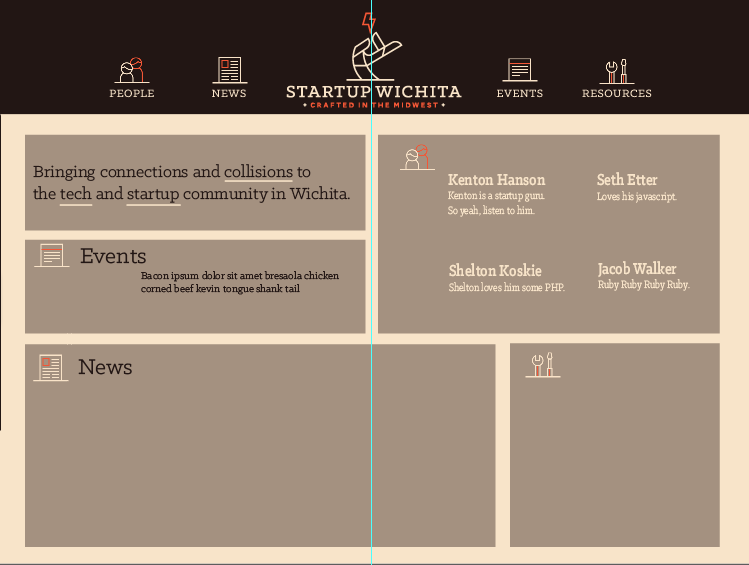 PEOPLE
NEWS
STARTUP WICHITA
• CRAFTED IN THE MIDWEST •
EVENTS
RESOURCES
Bringing connections and collisions to
the tech and startup community in Wichita.
Events
Bacon ipsum dolor sit amet bresaola chicken
corned beef kevin tongue shank tail
Kenton Hanson
Kenton is a startup guru.
So yeah, listen to him.
Seth Etter
Loves his javascript.
Shelton Koskie
Shelton loves him some PHP.
Jacob Walker
Ruby Ruby Ruby Ruby.
News